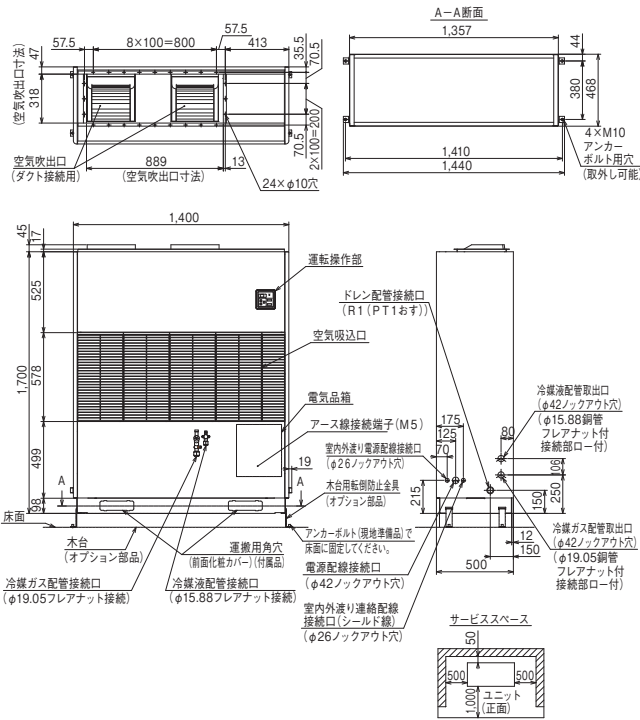 57.5
8×100=800
57.5
413
35.5
70.5
47
318
(空気吹出口寸法)
70.5
2×100=200
空気吹出口
(ダクト接続用)
889
(空気吹出口寸法)
13
24×φ10穴
A－A断面
1,357
44
380
468
4×M10
アンカー
ボルト用穴
(取外し可能)
1,410
1,440
1,400
45
17
525
578
1,700
499
98
運転操作部
空気吸込口
電気品箱
アース線接続端子(M5)
19
A
A
木台用転倒防止金具
(オプション部品)
床面
木台
(オプション部品)
運搬用角穴
(前面化粧カバー)(付属品)
アンカーボルト(現地準備品)で
床面に固定してください。
冷媒ガス配管接続口
(φ19.05フレアナット接続)
冷媒液配管接続口
(φ15.88フレアナット接続)
ドレン配管接続口
(R1(PT1おす))
175
125
70
室内外渡り電源配線接続口
(φ26ノックアウト穴)
215
電源配線接続口
(φ42ノックアウト穴)
室内外渡り連絡配線
接続口(シールド線)
(φ26ノックアウト穴)
冷媒液配管取出口
(φ42ノックアウト穴)
(φ15.88銅管
フレアナット付
接続部ロー付)
80
106
250
150
12
150
500
冷媒ガス配管取出口
(φ42ノックアウト穴)
(φ19.05銅管
フレアナット付
接続部ロー付)
サービススペース
50
500
500
1,000
ユニット
(正面)